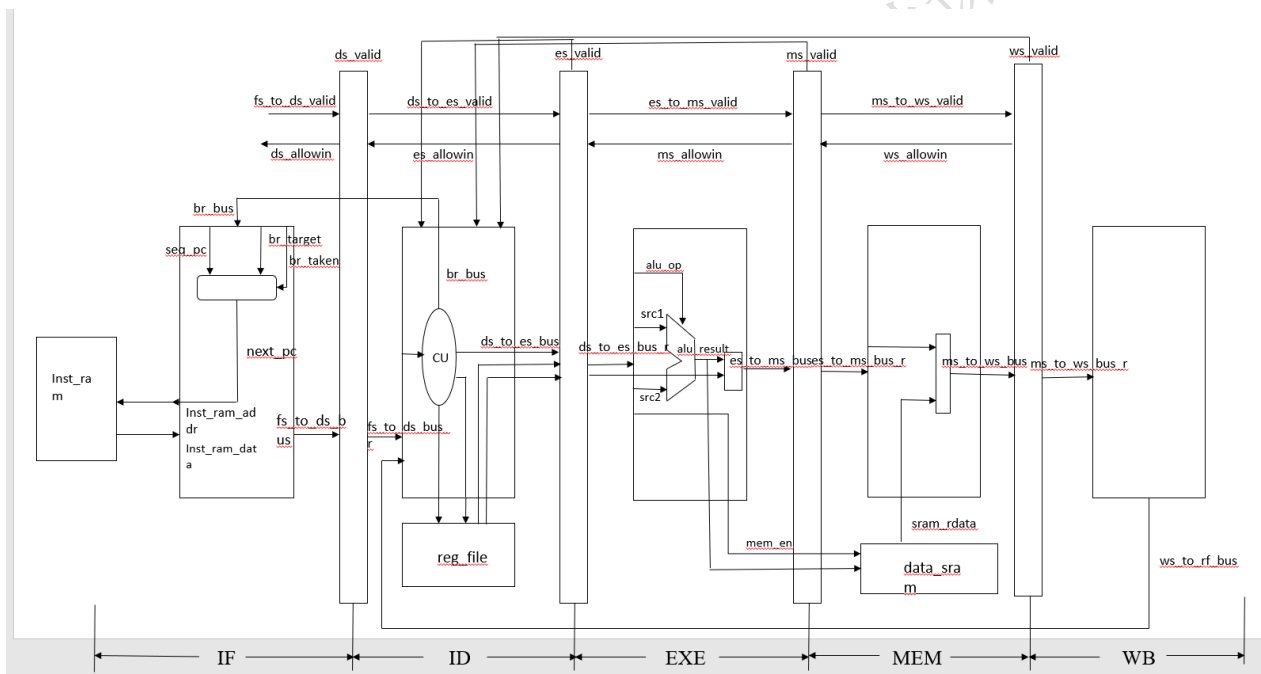 ds_valid
es_valid
ms_valid
ws_valid
fs_to_ds_valid
ds_to_es_valid
es_to_ms_valid
ms_to_ws_valid
ds_allowin
es_allowin
ms_allowin
ws_allowin
br_bus
seq_pc
br_target
br_taken
next_pc
Inst_ra
m
Inst_ram_ad
dr
Inst_ram_dat
a
fs_to_ds_b
us
fs_to_ds_bus_
r
br_bus
CU
ds_to_es_bus
reg_file
ds_to_es_bus_r
alu_op
src1
src2
alu_result
es_to_ms_bus
es_to_ms_bus_r
mem_en
sram_rdata
data_sra
m
ms_to_ws_bus
ms_to_ws_bus_r
ws_to_rf_bus
IF
ID
EXE
MEM
WB